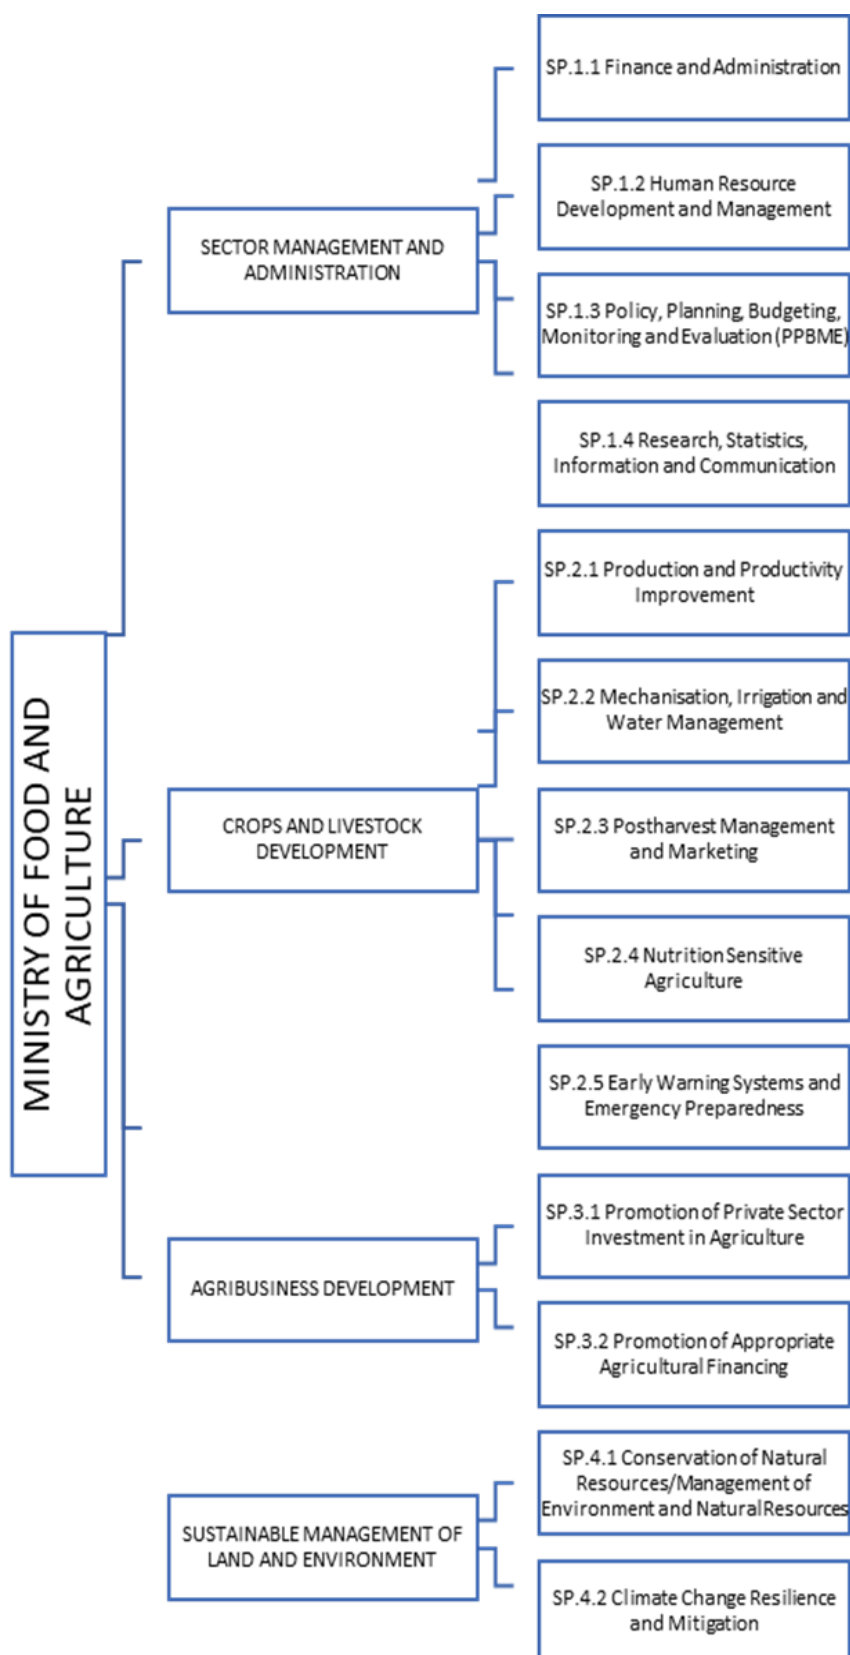 MINISTRY OF FOOD AND
AGRICULTURE
SECTOR MANAGEMENT AND
ADMINISTRATION
SP.1.1 Finance and Administration
SP.1.2 Human Resource
Development and Management
SP.1.3 Policy, Planning, Budgeting,
Monitoring and Evaluation (PPBME)
SP.1.4 Research, Statistics,
Information and Communication
CROPS AND LIVESTOCK
DEVELOPMENT
SP.2.1 Production and Productivity
Improvement
SP.2.2 Mechanisation, Irrigation and
Water Management
SP.2.3 Postharvest Management
and Marketing
SP.2.4 Nutrition Sensitive
Agriculture
SP.2.5 Early Warning Systems and
Emergency Preparedness
AGRIBUSINESS DEVELOPMENT
SP.3.1 Promotion of Private Sector
Investment in Agriculture
SP.3.2 Promotion of Appropriate
Agricultural Financing
SUSTAINABLE MANAGEMENT OF
LAND AND ENVIRONMENT
SP.4.1 Conservation of Natural
Resources/Management of
Environment and Natural Resources
SP.4.2 Climate Change Resilience
and Mitigation